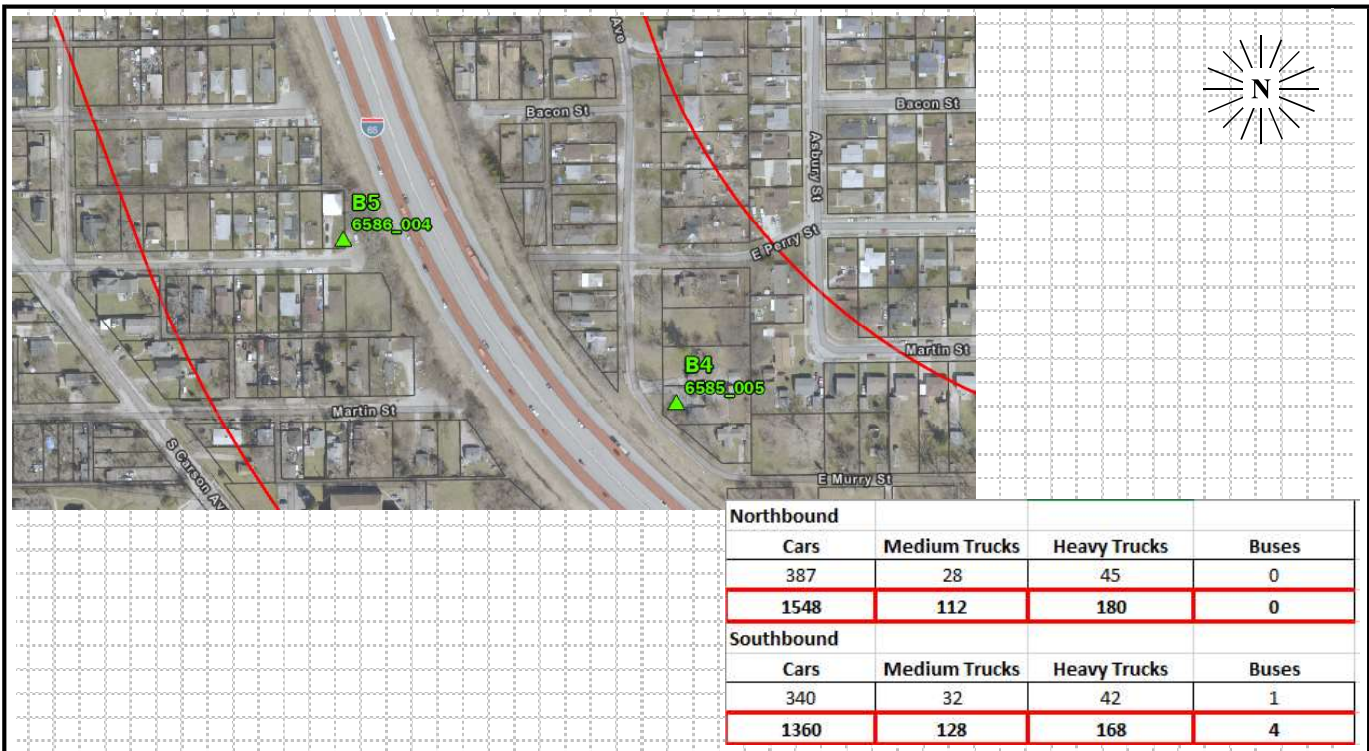 Ave
N
Bacon St
Bacon St
65
Asbury St
B5
6586_004
E Perry St
Martin St
B4
6585_005
Martin St
S Carson Av
E Murry St
Northbound
Cars Medium Trucks Heavy Trucks Buses
387 28 45 0
1548 112 180 0
Southbound
Cars Medium Trucks Heavy Trucks Buses
340 32 42 1
1360 128 168 4